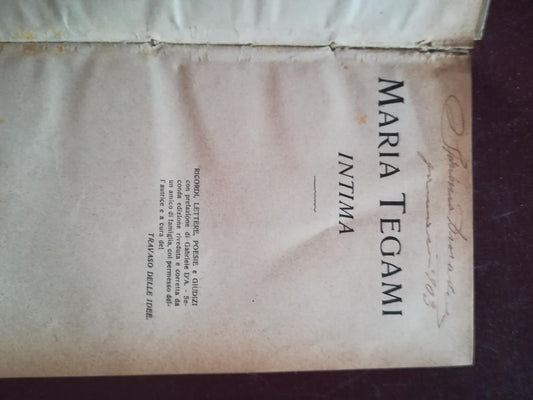 MARIA TEGAMI
INTIMA
RICORDI, LETTERE, POESIE e GIUDIZI
con prefazione di Gabriele D'A. - Se-
conda edizione riveduta e corretta da
un amico di famiglia, col permesso del-
l'autrice e a cura del
TRAVASO DELLE IDEE.